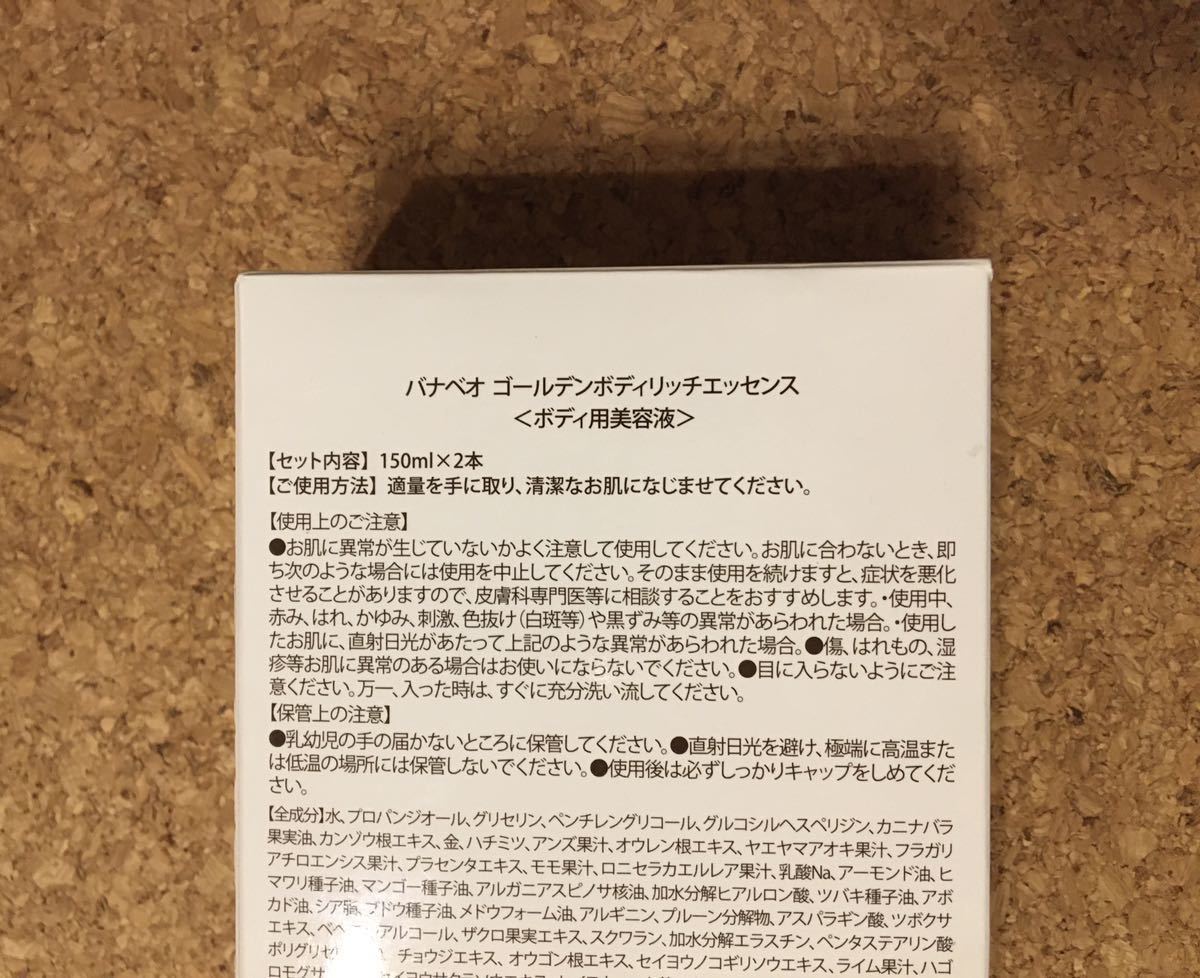 バナベオ ゴールデンボディリッチエッセンス
＜ボディ用美容液＞
【セット内容】 150ml×2本
【ご使用方法】 適量を手に取り、清潔なお肌になじませてください。
【使用上のご注意】
●お肌に異常が生じていないかよく注意して使用してください。お肌に合わないとき、即
ち次のような場合には使用を中止してください。そのまま使用を続けますと、症状を悪化
させることがありますので、皮膚科専門医等に相談することをおすすめします。・使用中、
赤み、はれ、かゆみ、刺激、色抜け（白斑等）や黒ずみ等の異常があらわれた場合。・使用し
たお肌に、直射日光があたって上記のような異常があらわれた場合。●傷、はれもの、湿
疹等お肌に異常のある場合はお使いにならないでください。●目に入らないようにご注
意ください。万一、入った時は、すぐに充分洗い流してください。
【保管上の注意】
●乳幼児の手の届かないところに保管してください。●直射日光を避け、極端に高温また
は低温の場所には保管しないでください。●使用後は必ずしっかりキャップをしめてくだ
さい。
【全成分】水、プロパンジオール、グリセリン、ペンチレングリコール、グルコシルヘスペリジン、カニナバラ
果実油、カンゾウ根エキス、金、ハチミツ、アンズ果汁、オウレン根エキス、ヤエヤマアオキ果汁、フラガリ
アチロエンシス果汁、プラセンタエキス、モモ果汁、ロニセラカエルレア果汁、乳酸Na、アーモンド油、ヒ
マワリ種子油、マンゴー種子油、アルガニアスピノサ核油、加水分解ヒアルロン酸、ツバキ種子油、アボ
カド油、シア脂、ブドウ種子油、メドウフォーム油、アルギニン、プルーン分解物、アスパラギン酸、ツボクサ
エキス、ベヘニルアルコール、ザクロ果実エキス、スクワラン、加水分解エラスチン、ペンタステアリン酸
ポリグリセ チョウジエキス、オウゴン根エキス、セイヨウノコギリソウエキス、ライム果汁、ハゴ
ロモグサ